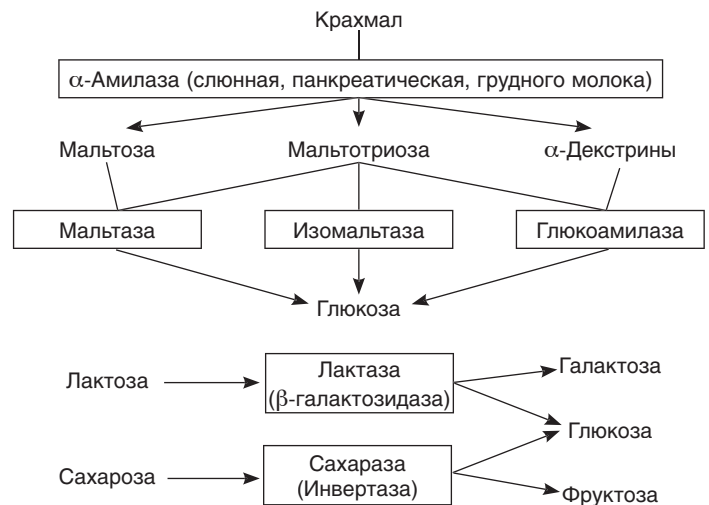 Крахмал
α-Амилаза (слюнная, панкреатическая, грудного молока)
Мальтоза Мальтотриоза α-Декстрины
Мальтаза Изомальтаза Глюкоамилаза
Глюкоза
Лактоза Лактаза Галактоза
(β-галактозидаза)
Глюкоза
Сахароза Сахараза
(Инвертаза) Фруктоза